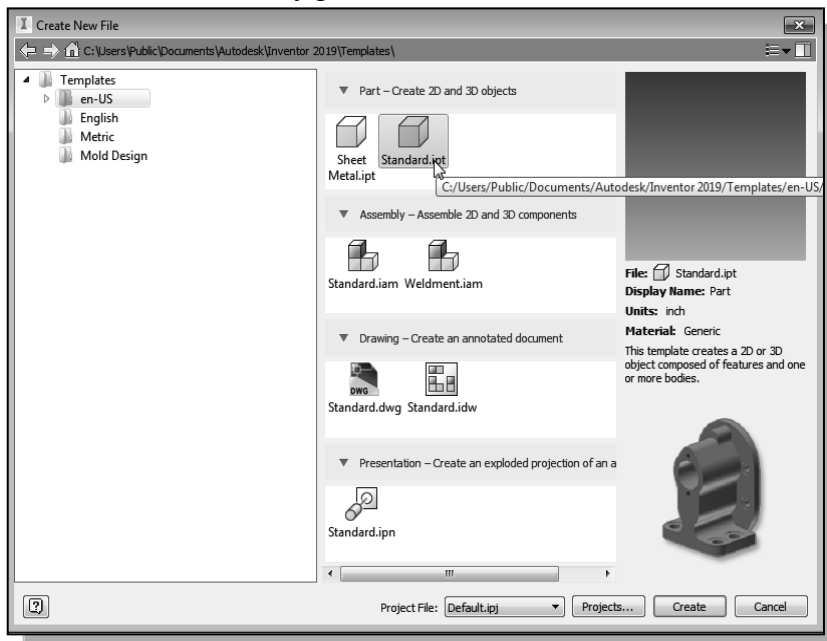 Create New File
C:\Users\Public\Documents\Autodesk\Inventor 2019\Templates\
Templates
en-US
English
Metric
Mold Design
Part – Create 2D and 3D objects
Sheet Metal.ipt
Standard.ipt
C:/Users/Public/Documents/Autodesk/Inventor 2019/Templates/en-US/
Assembly – Assemble 2D and 3D components
Standard.iam Weldment.iam
Drawing – Create an annotated document
DWG
Standard.dwg Standard.idw
Presentation – Create an exploded projection of an a
Standard.ipn
File: Standard.ipt
Display Name: Part
Units: inch
Material: Generic
This template creates a 2D or 3D
object composed of features and one
or more bodies.
Project File: Default.ipj Projects... Create Cancel